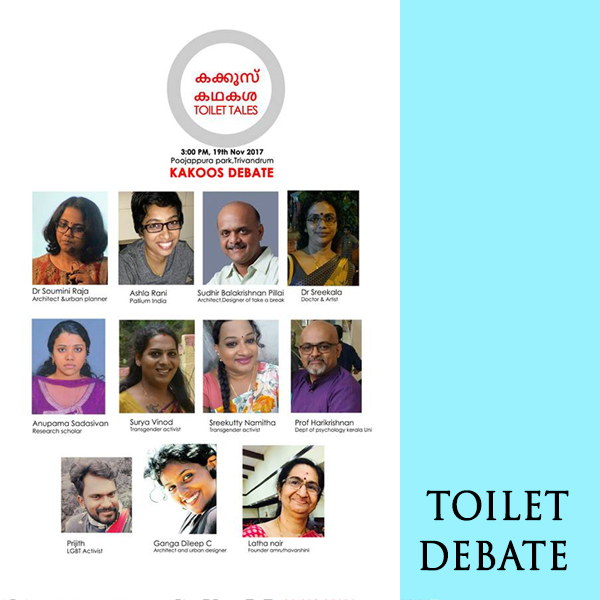 കക്കൂസ്
കഥകശ
TOILET TALES
3:00 PM, 19th Nov 2017
Poojappura park,Trivandrum
KAKOOS DEBATE
Dr Soumini Raja
Architect &urban planner
Ashla Rani
Pallium India
Sudhir Balakrishnan Pilai
Architect,Designer of take a break
Dr Sreekala
Doctor & Artist
Anupama Sadasivan
Research scholar
Surya Vinod
Transgender activist
Sreekutty Namitha
Transgender activist
Prof Harikrishnan
Dept of psychology kerala Uni
Prijith
LGBT Activist
Ganga Dileep C
Architect and urban designer
Latha nair
Founder amruthavarshini
TOILET
DEBATE